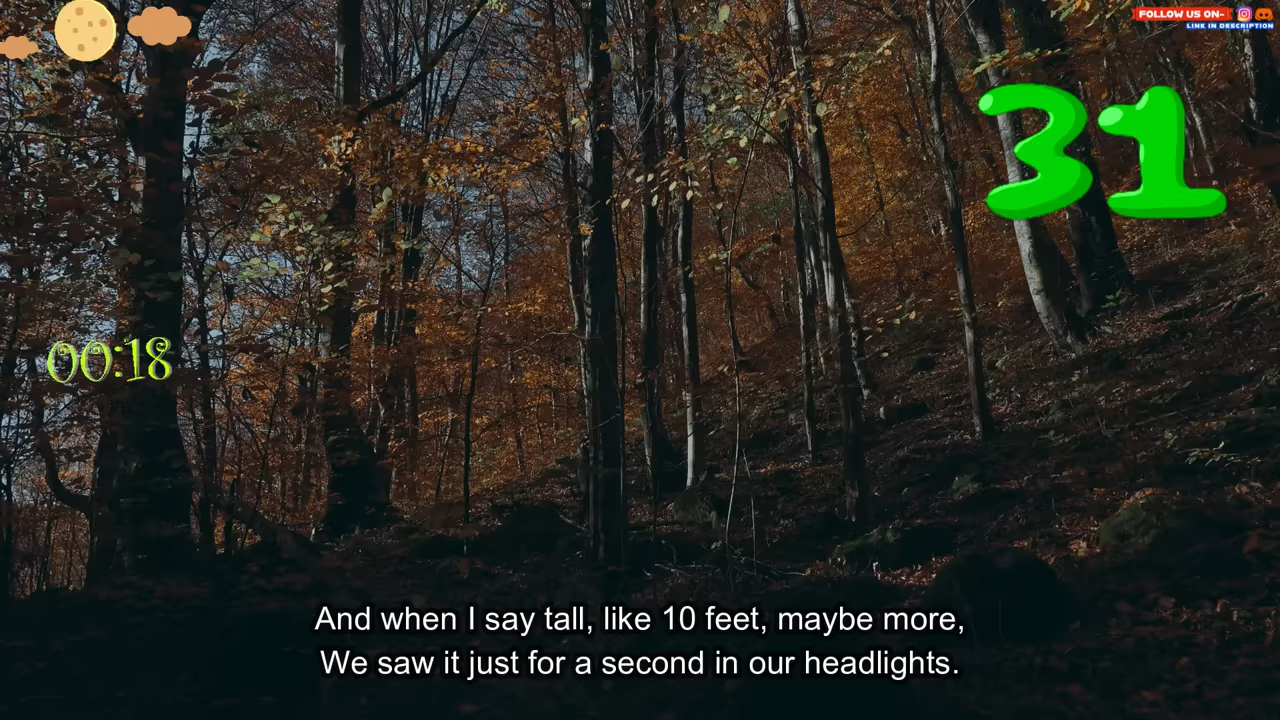 FOLLOW US ON-
LINK IN DESCRIPTION
31
00:18
And when I say tall, like 10 feet, maybe more,
We saw it just for a second in our headlights.